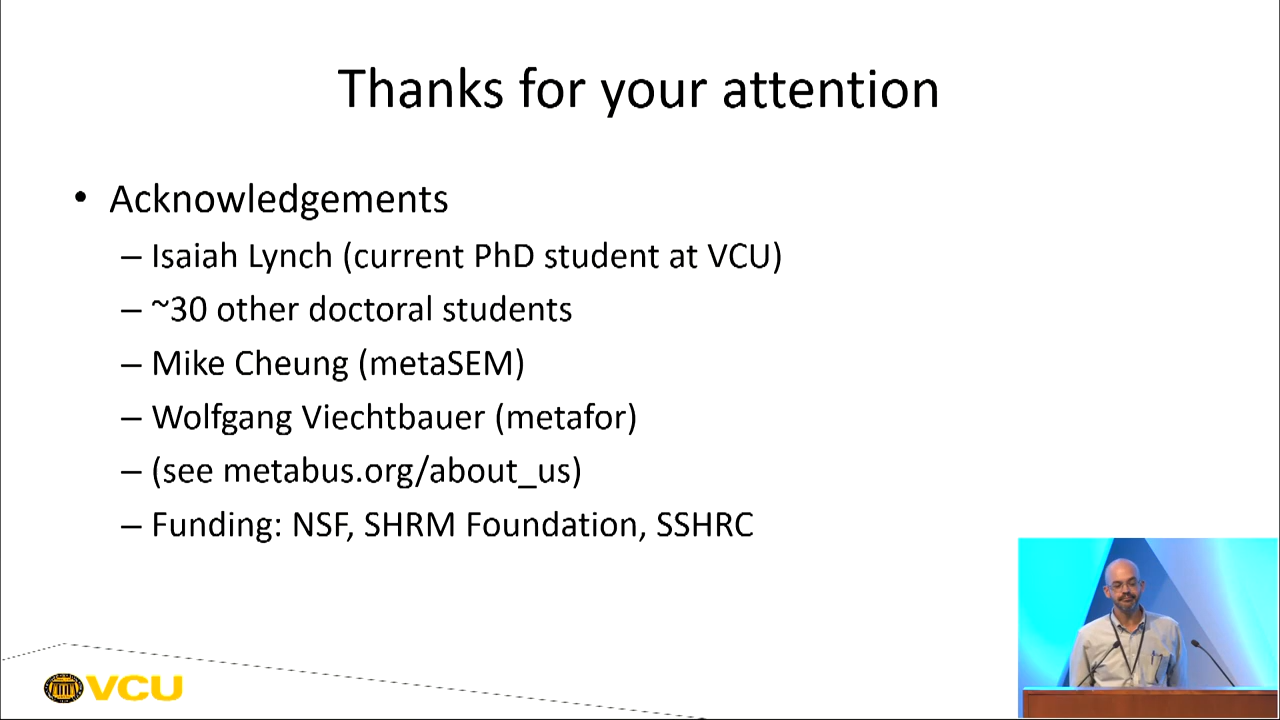 Thanks for your attention
• Acknowledgements
– Isaiah Lynch (current PhD student at VCU)
– ~30 other doctoral students
– Mike Cheung (metaSEM)
– Wolfgang Viechtbauer (metafor)
– (see metabus.org/about_us)
– Funding: NSF, SHRM Foundation, SSHRC
VCU